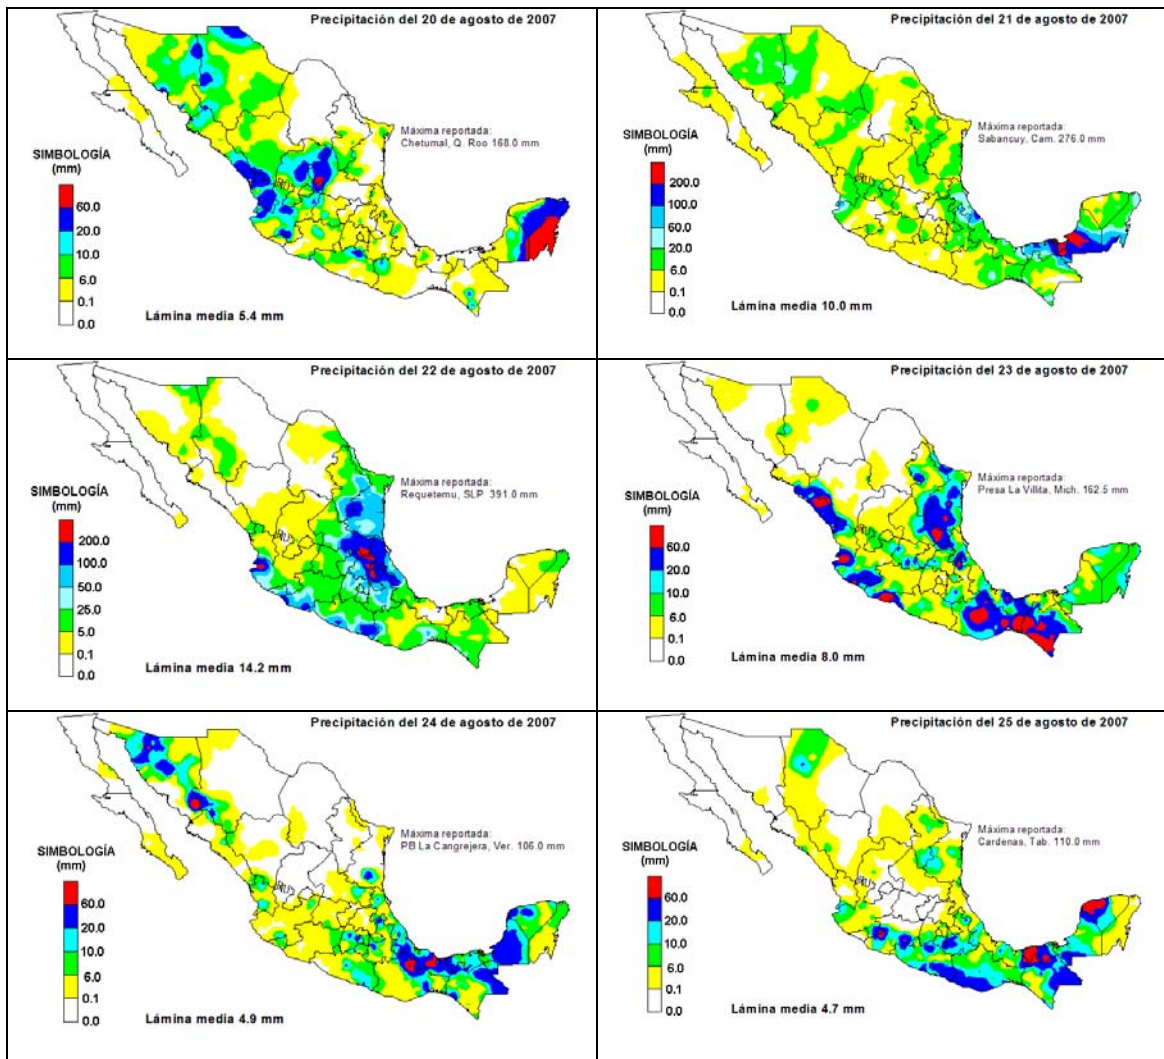 Precipitación del 20 de agosto de 2007
Máxima reportada:
Chetumal, Q. Roo 168.0 mm
SIMBOLOGÍA
(mm)
60.0
20.0
10.0
6.0
0.1
0.0
Lámina media 5.4 mm
Precipitación del 21 de agosto de 2007
Máxima reportada:
Sabancuy, Cam. 276.0 mm
SIMBOLOGÍA
(mm)
200.0
100.0
60.0
20.0
6.0
0.1
0.0
Lámina media 10.0 mm
Precipitación del 22 de agosto de 2007
Máxima reportada:
Requetemu, SLP 391.0 mm
SIMBOLOGÍA
(mm)
200.0
100.0
50.0
25.0
5.0
0.1
0.0
Lámina media 14.2 mm
Precipitación del 23 de agosto de 2007
Máxima reportada:
Presa La Villita, Mich. 162.5 mm
SIMBOLOGÍA
(mm)
60.0
20.0
10.0
6.0
0.1
0.0
Lámina media 8.0 mm
Precipitación del 24 de agosto de 2007
Máxima reportada:
PB La Cangrejera, Ver. 106.0 mm
SIMBOLOGÍA
(mm)
60.0
20.0
10.0
6.0
0.1
0.0
Lámina media 4.9 mm
Precipitación del 25 de agosto de 2007
Máxima reportada:
Cardenas, Tab. 110.0 mm
SIMBOLOGÍA
(mm)
60.0
20.0
10.0
6.0
0.1
0.0
Lámina media 4.7 mm